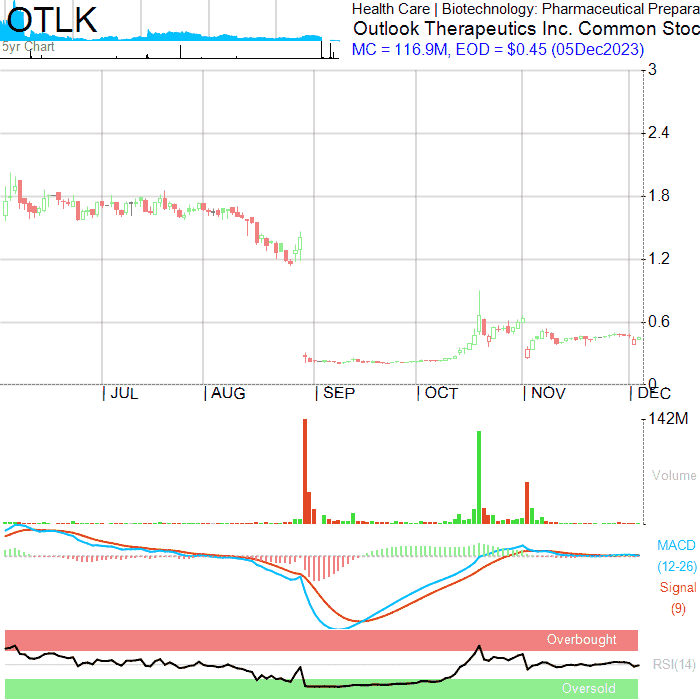 OTLK
5yr Chart
Health Care | Biotechnology: Pharmaceutical Prepara
Outlook Therapeutics Inc. Common Stoc
MC = 116.9M, EOD = $0.45 (05Dec2023)
3
2.4
1.8
1.2
0.6
0
JUL
AUG
SEP
OCT
NOV
DEC
142M
Volume
MACD
(12-26)
Signal
(9)
Overbought
RSI(14)
Oversold